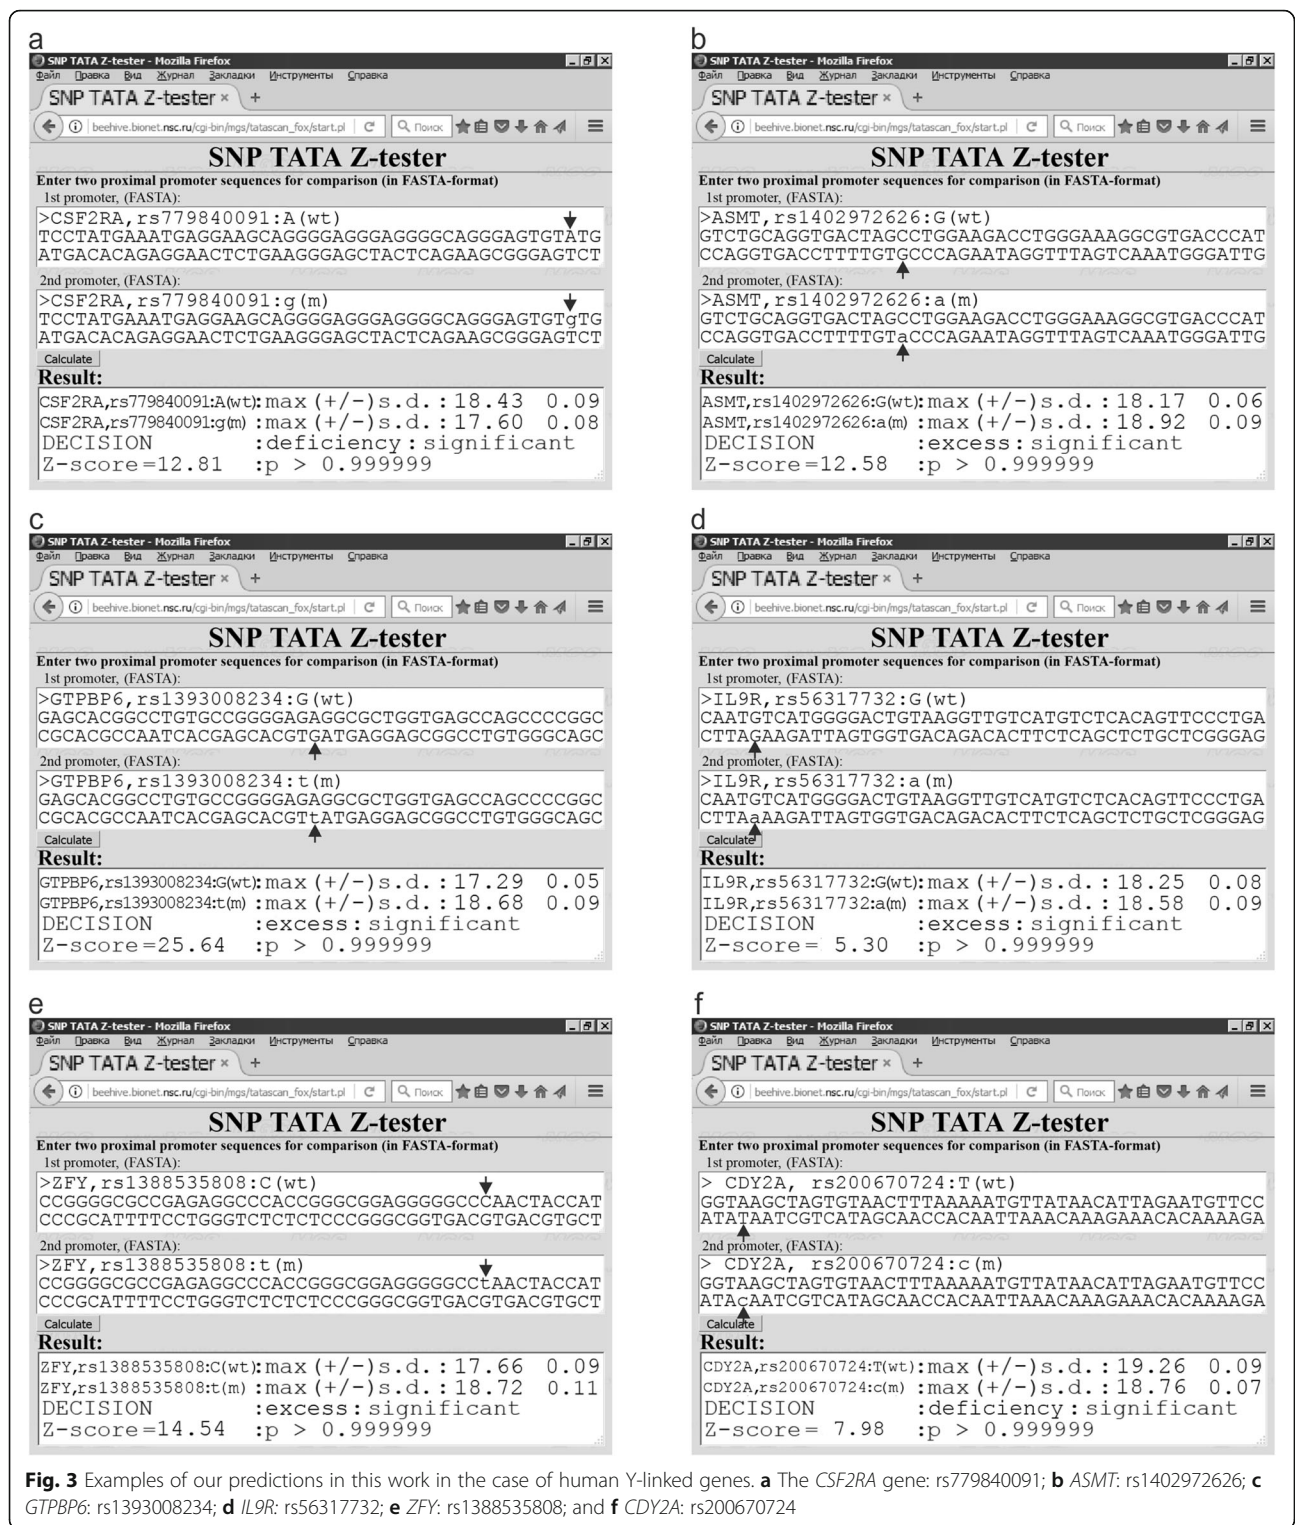 a
SNP TATA Z-tester - Mozilla Firefox
Файл Правка Вид Журнал Закладки Инструменты Справка
SNP TATA Z-tester × +
beehive.bionet.nsc.ru/cgi-bin/mgs/tatascan_fox/start.pl Поиск
SNP TATA Z-tester
Enter two proximal promoter sequences for comparison (in FASTA-format)
1st promoter, (FASTA):
>CSF2RA,rs779840091:A(wt)
TCCTATGAAATGAGGAAGCAGGGGAGGGAGGGGCAGGGAGTGTATG
ATGACACAGAGGAACTCTGAAGGGAGCTACTCAGAAGCGGGAGTCT
2nd promoter, (FASTA):
>CSF2RA,rs779840091:g(m)
TCCTATGAAATGAGGAAGCAGGGGAGGGAGGGGCAGGGAGTGTgTG
ATGACACAGAGGAACTCTGAAGGGAGCTACTCAGAAGCGGGAGTCT
Calculate
Result:
CSF2RA,rs779840091:A(wt):max(+/-)s.d.:18.43 0.09
CSF2RA,rs779840091:g(m) :max(+/-)s.d.:17.60 0.08
DECISION :deficiency:significant
Z-score=12.81 :p > 0.999999
b
SNP TATA Z-tester - Mozilla Firefox
Файл Правка Вид Журнал Закладки Инструменты Справка
SNP TATA Z-tester × +
beehive.bionet.nsc.ru/cgi-bin/mgs/tatascan_fox/start.pl Поиск
SNP TATA Z-tester
Enter two proximal promoter sequences for comparison (in FASTA-format)
1st promoter, (FASTA):
>ASMT,rs1402972626:G(wt)
GTCTGCAGGTGACTAGCCTGGAAGACCTGGGAAAGGCGTGACCCAT
CCAGGTGACCTTTTGTGCCCAGAATAGGTTTAGTCAAATGGGATTG
2nd promoter, (FASTA):
>ASMT,rs1402972626:a(m)
GTCTGCAGGTGACTAGCCTGGAAGACCTGGGAAAGGCGTGACCCAT
CCAGGTGACCTTTTGTaCCCAGAATAGGTTTAGTCAAATGGGATTG
Calculate
Result:
ASMT,rs1402972626:G(wt):max(+/-)s.d.:18.17 0.06
ASMT,rs1402972626:a(m) :max(+/-)s.d.:18.92 0.09
DECISION :excess:significant
Z-score=12.58 :p > 0.999999
c
SNP TATA Z-tester - Mozilla Firefox
Файл Правка Вид Журнал Закладки Инструменты Справка
SNP TATA Z-tester × +
beehive.bionet.nsc.ru/cgi-bin/mgs/tatascan_fox/start.pl Поиск
SNP TATA Z-tester
Enter two proximal promoter sequences for comparison (in FASTA-format)
1st promoter, (FASTA):
>GTPBP6,rs1393008234:G(wt)
GAGCACGGCCTGTGCCGGGGAGAGGCGCTGGTGAGCCAGCCCCGGC
CGCACGCCAATCACGAGCACGTGATGAGGAGCGGCCTGTGGGCAGC
2nd promoter, (FASTA):
>GTPBP6,rs1393008234:t(m)
GAGCACGGCCTGTGCCGGGGAGAGGCGCTGGTGAGCCAGCCCCGGC
CGCACGCCAATCACGAGCACGTtATGAGGAGCGGCCTGTGGGCAGC
Calculate
Result:
GTPBP6,rs1393008234:G(wt):max(+/-)s.d.:17.29 0.05
GTPBP6,rs1393008234:t(m) :max(+/-)s.d.:18.68 0.09
DECISION :excess:significant
Z-score=25.64 :p > 0.999999
d
SNP TATA Z-tester - Mozilla Firefox
Файл Правка Вид Журнал Закладки Инструменты Справка
SNP TATA Z-tester × +
beehive.bionet.nsc.ru/cgi-bin/mgs/tatascan_fox/start.pl Поиск
SNP TATA Z-tester
Enter two proximal promoter sequences for comparison (in FASTA-format)
1st promoter, (FASTA):
>IL9R,rs56317732:G(wt)
CAATGTCATGGGGACTGTAAGGTTGTCATGTCTCACAGTTCCCTGA
CTTAGAAGATTAGTGGTGACAGACACTTCTCAGCTCTGCTCGGGAG
2nd promoter, (FASTA):
>IL9R,rs56317732:a(m)
CAATGTCATGGGGACTGTAAGGTTGTCATGTCTCACAGTTCCCTGA
CTTAaAAGATTAGTGGTGACAGACACTTCTCAGCTCTGCTCGGGAG
Calculate
Result:
IL9R,rs56317732:G(wt):max(+/-)s.d.:18.25 0.08
IL9R,rs56317732:a(m) :max(+/-)s.d.:18.58 0.09
DECISION :excess:significant
Z-score= 5.30 :p > 0.999999
e
SNP TATA Z-tester - Mozilla Firefox
Файл Правка Вид Журнал Закладки Инструменты Справка
SNP TATA Z-tester × +
beehive.bionet.nsc.ru/cgi-bin/mgs/tatascan_fox/start.pl Поиск
SNP TATA Z-tester
Enter two proximal promoter sequences for comparison (in FASTA-format)
1st promoter, (FASTA):
>ZFY,rs1388535808:C(wt)
CCGGGGCGCCGAGAGGCCCACCGGGCGGAGGGGGCCCAACTACCAT
CCCGCATTTTCCTGGGTCTCTCTCCCGGGCGGTGACGTGACGTGCT
2nd promoter, (FASTA):
>ZFY,rs1388535808:t(m)
CCGGGGCGCCGAGAGGCCCACCGGGCGGAGGGGGCCtAACTACCAT
CCCGCATTTTCCTGGGTCTCTCTCCCGGGCGGTGACGTGACGTGCT
Calculate
Result:
ZFY,rs1388535808:C(wt):max(+/-)s.d.:17.66 0.09
ZFY,rs1388535808:t(m) :max(+/-)s.d.:18.72 0.11
DECISION :excess:significant
Z-score=14.54 :p > 0.999999
f
SNP TATA Z-tester - Mozilla Firefox
Файл Правка Вид Журнал Закладки Инструменты Справка
SNP TATA Z-tester × +
beehive.bionet.nsc.ru/cgi-bin/mgs/tatascan_fox/start.pl Поиск
SNP TATA Z-tester
Enter two proximal promoter sequences for comparison (in FASTA-format)
1st promoter, (FASTA):
> CDY2A, rs200670724:T(wt)
GGTAAGCTAGTGTAACTTTAAAAATGTTATAACATTAGAATGTTCC
ATATAATCGTCATAGCAACCACAATTAAACAAAGAAACACAAAAGA
2nd promoter, (FASTA):
> CDY2A, rs200670724:c(m)
GGTAAGCTAGTGTAACTTTAAAAATGTTATAACATTAGAATGTTCC
ATAcAATCGTCATAGCAACCACAATTAAACAAAGAAACACAAAAGA
Calculate
Result:
CDY2A,rs200670724:T(wt):max(+/-)s.d.:19.26 0.09
CDY2A,rs200670724:c(m) :max(+/-)s.d.:18.76 0.07
DECISION :deficiency:significant
Z-score= 7.98 :p > 0.999999
Fig. 3 Examples of our predictions in this work in the case of human Y-linked genes. a The CSF2RA gene: rs779840091; b ASMT: rs1402972626; c
GTPBP6: rs1393008234; d IL9R: rs56317732; e ZFY: rs1388535808; and f CDY2A: rs200670724